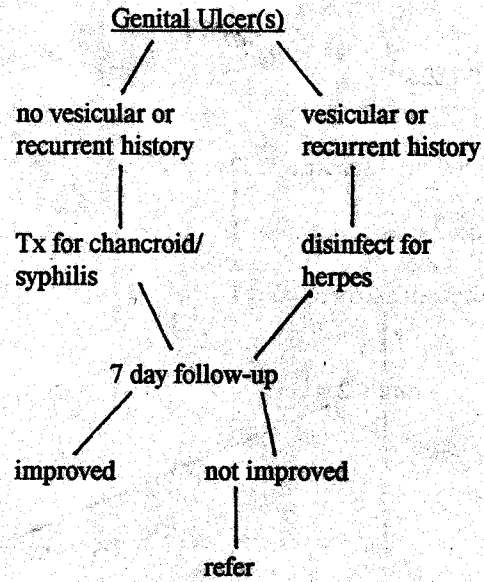 Genital Ulcer(s)
no vesicular or
recurrent history
vesicular or
recurrent history
Tx for chancroid/
syphilis
disinfect for
herpes
7 day follow-up
improved
not improved
refer